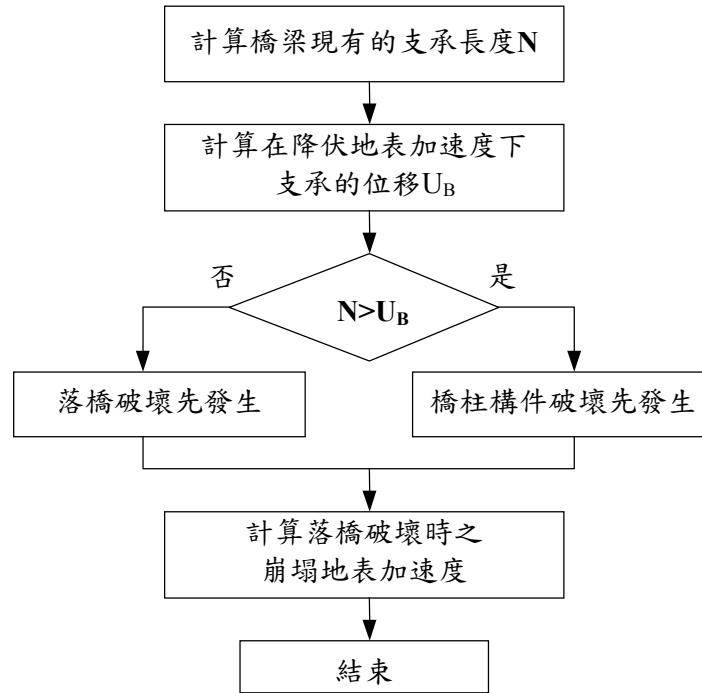 計算橋梁現有的支承長度N
計算在降伏地表加速度下
支承的位移U_B
否
是
N>U_B
落橋破壞先發生
橋柱構件破壞先發生
計算落橋破壞時之
崩塌地表加速度
結束